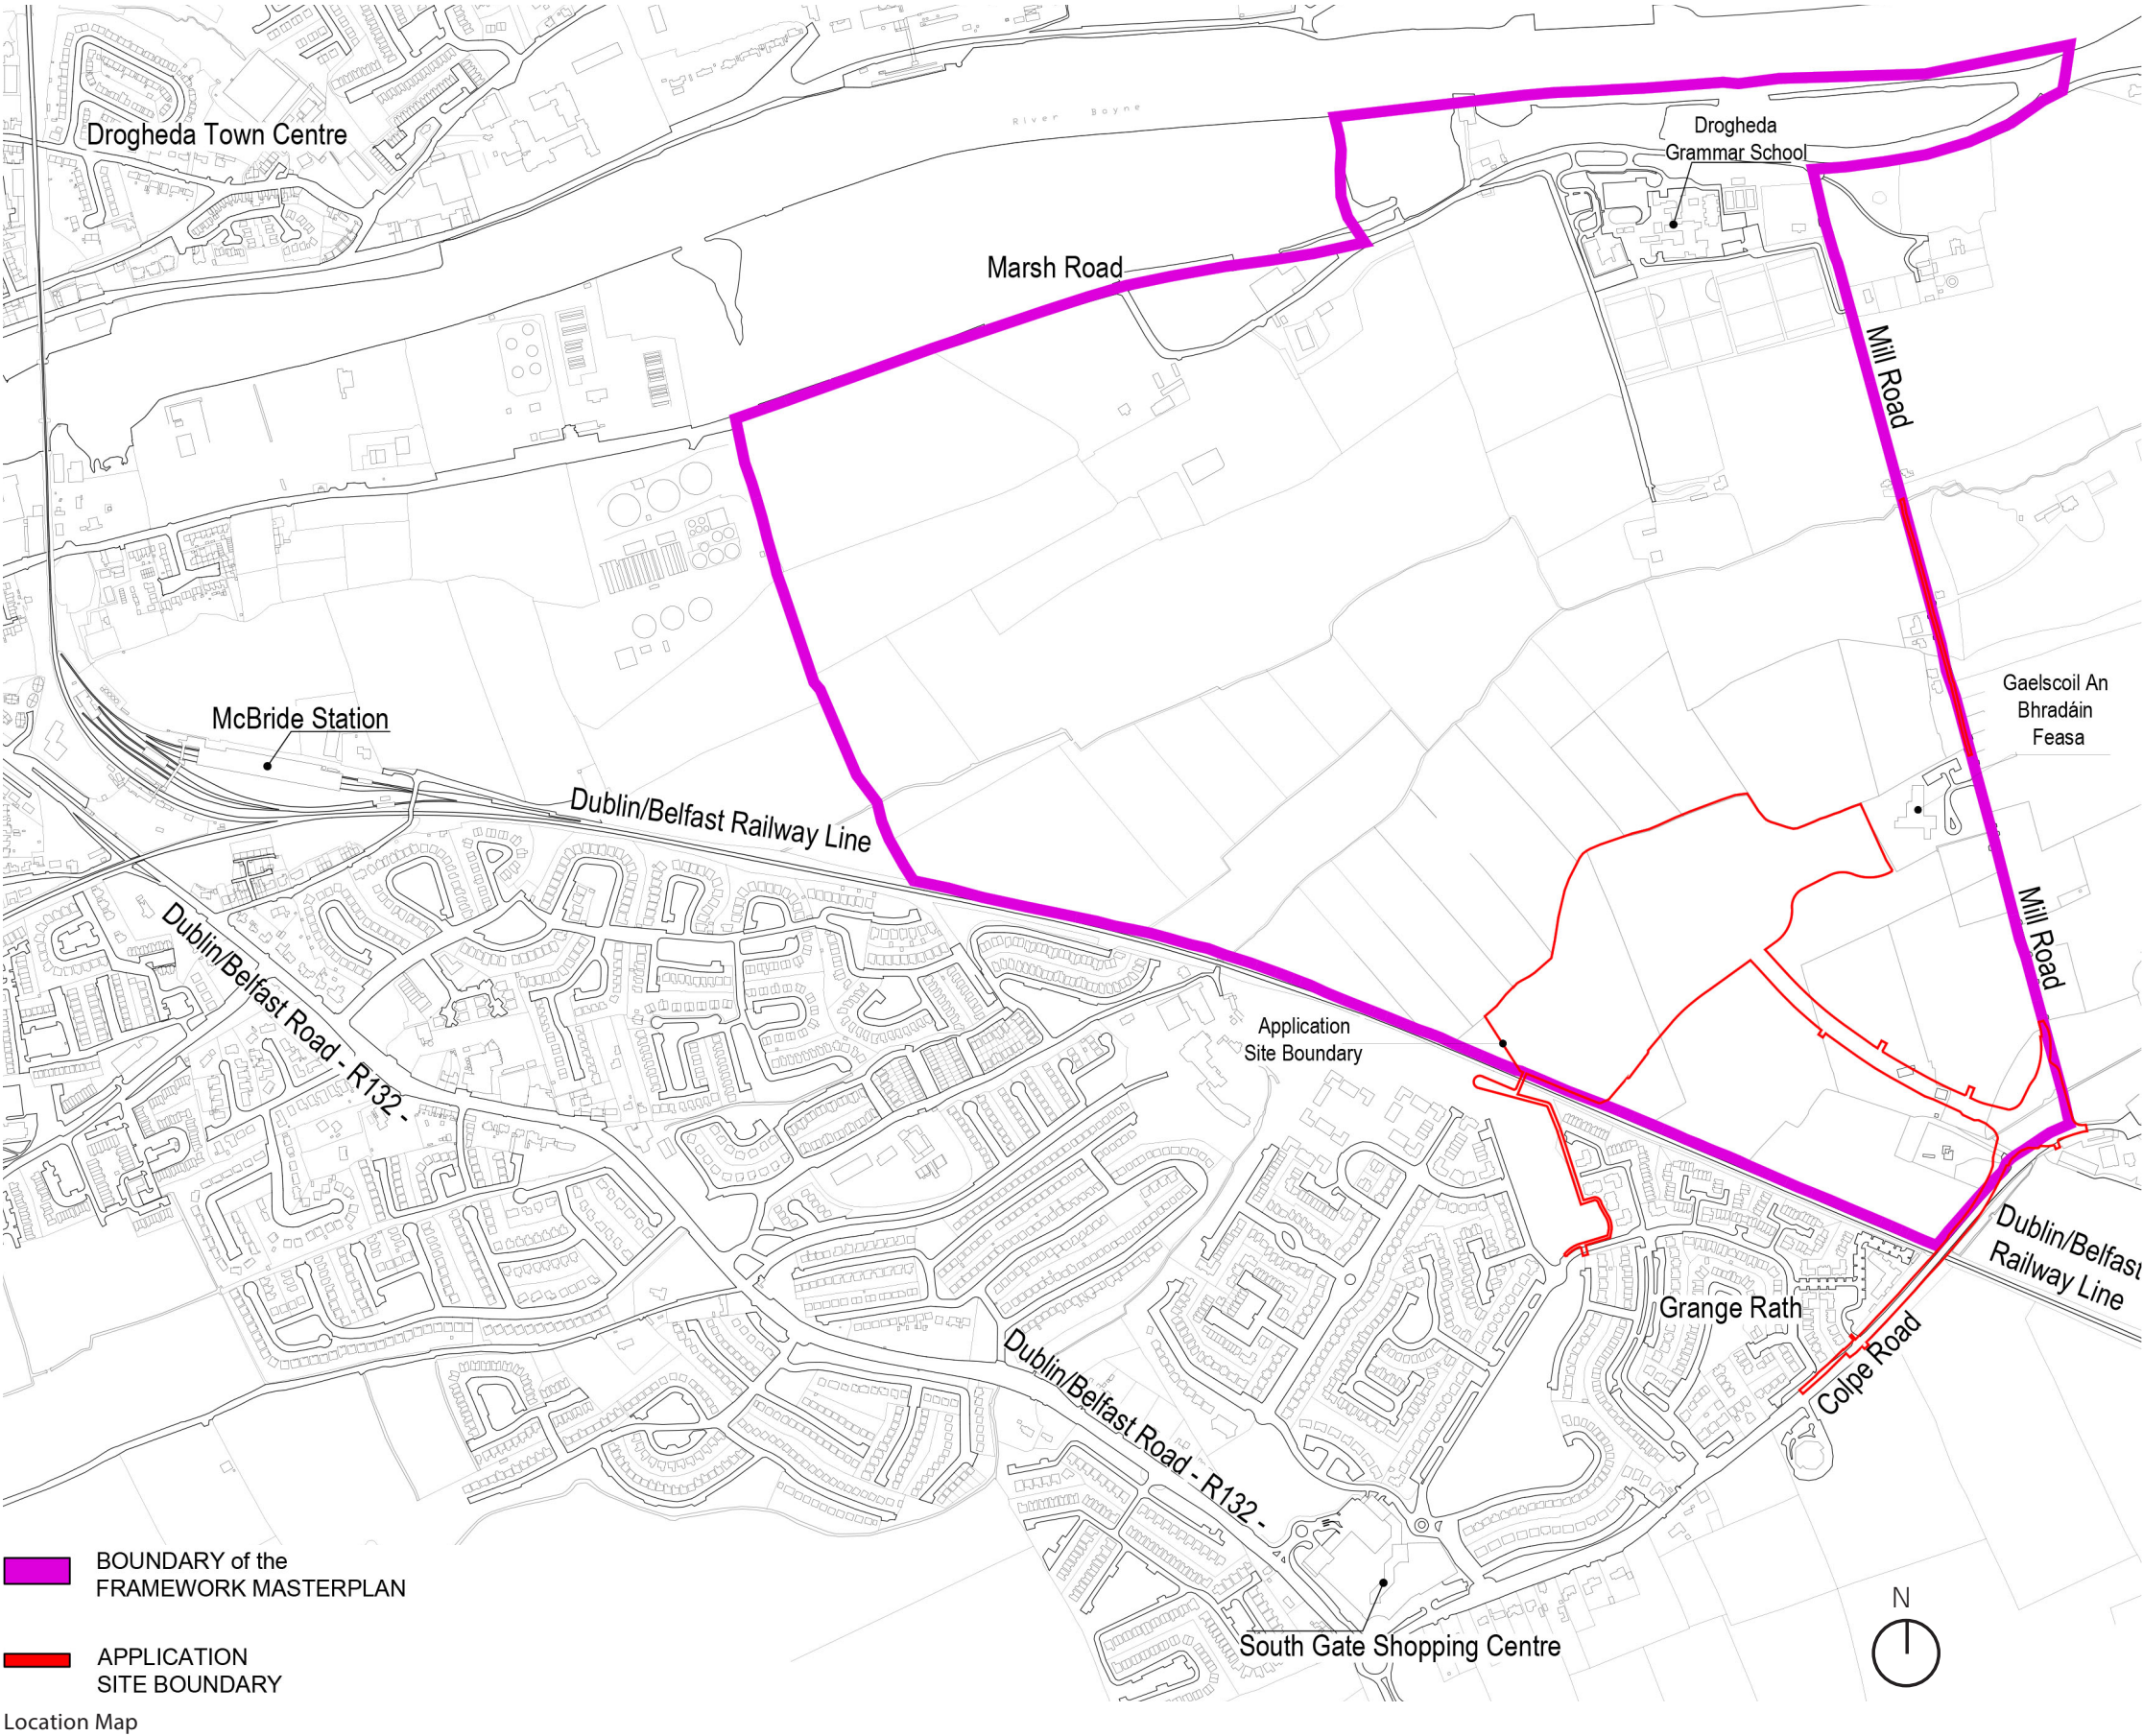 River Boyne
Drogheda Town Centre
Drogheda
Grammar School
Marsh Road
Mill Road
Gaelscoil An
Bhradáin
Feasa
McBride Station
Dublin/Belfast Railway Line
Mill Road
Dublin/Belfast Road - R132 -
Application
Site Boundary
Dublin/Belfast
Railway Line
Grange Rath
Colpe Road
Dublin/Belfast Road - R132 -
South Gate Shopping Centre
N
BOUNDARY of the
FRAMEWORK MASTERPLAN
APPLICATION
SITE BOUNDARY
Location Map